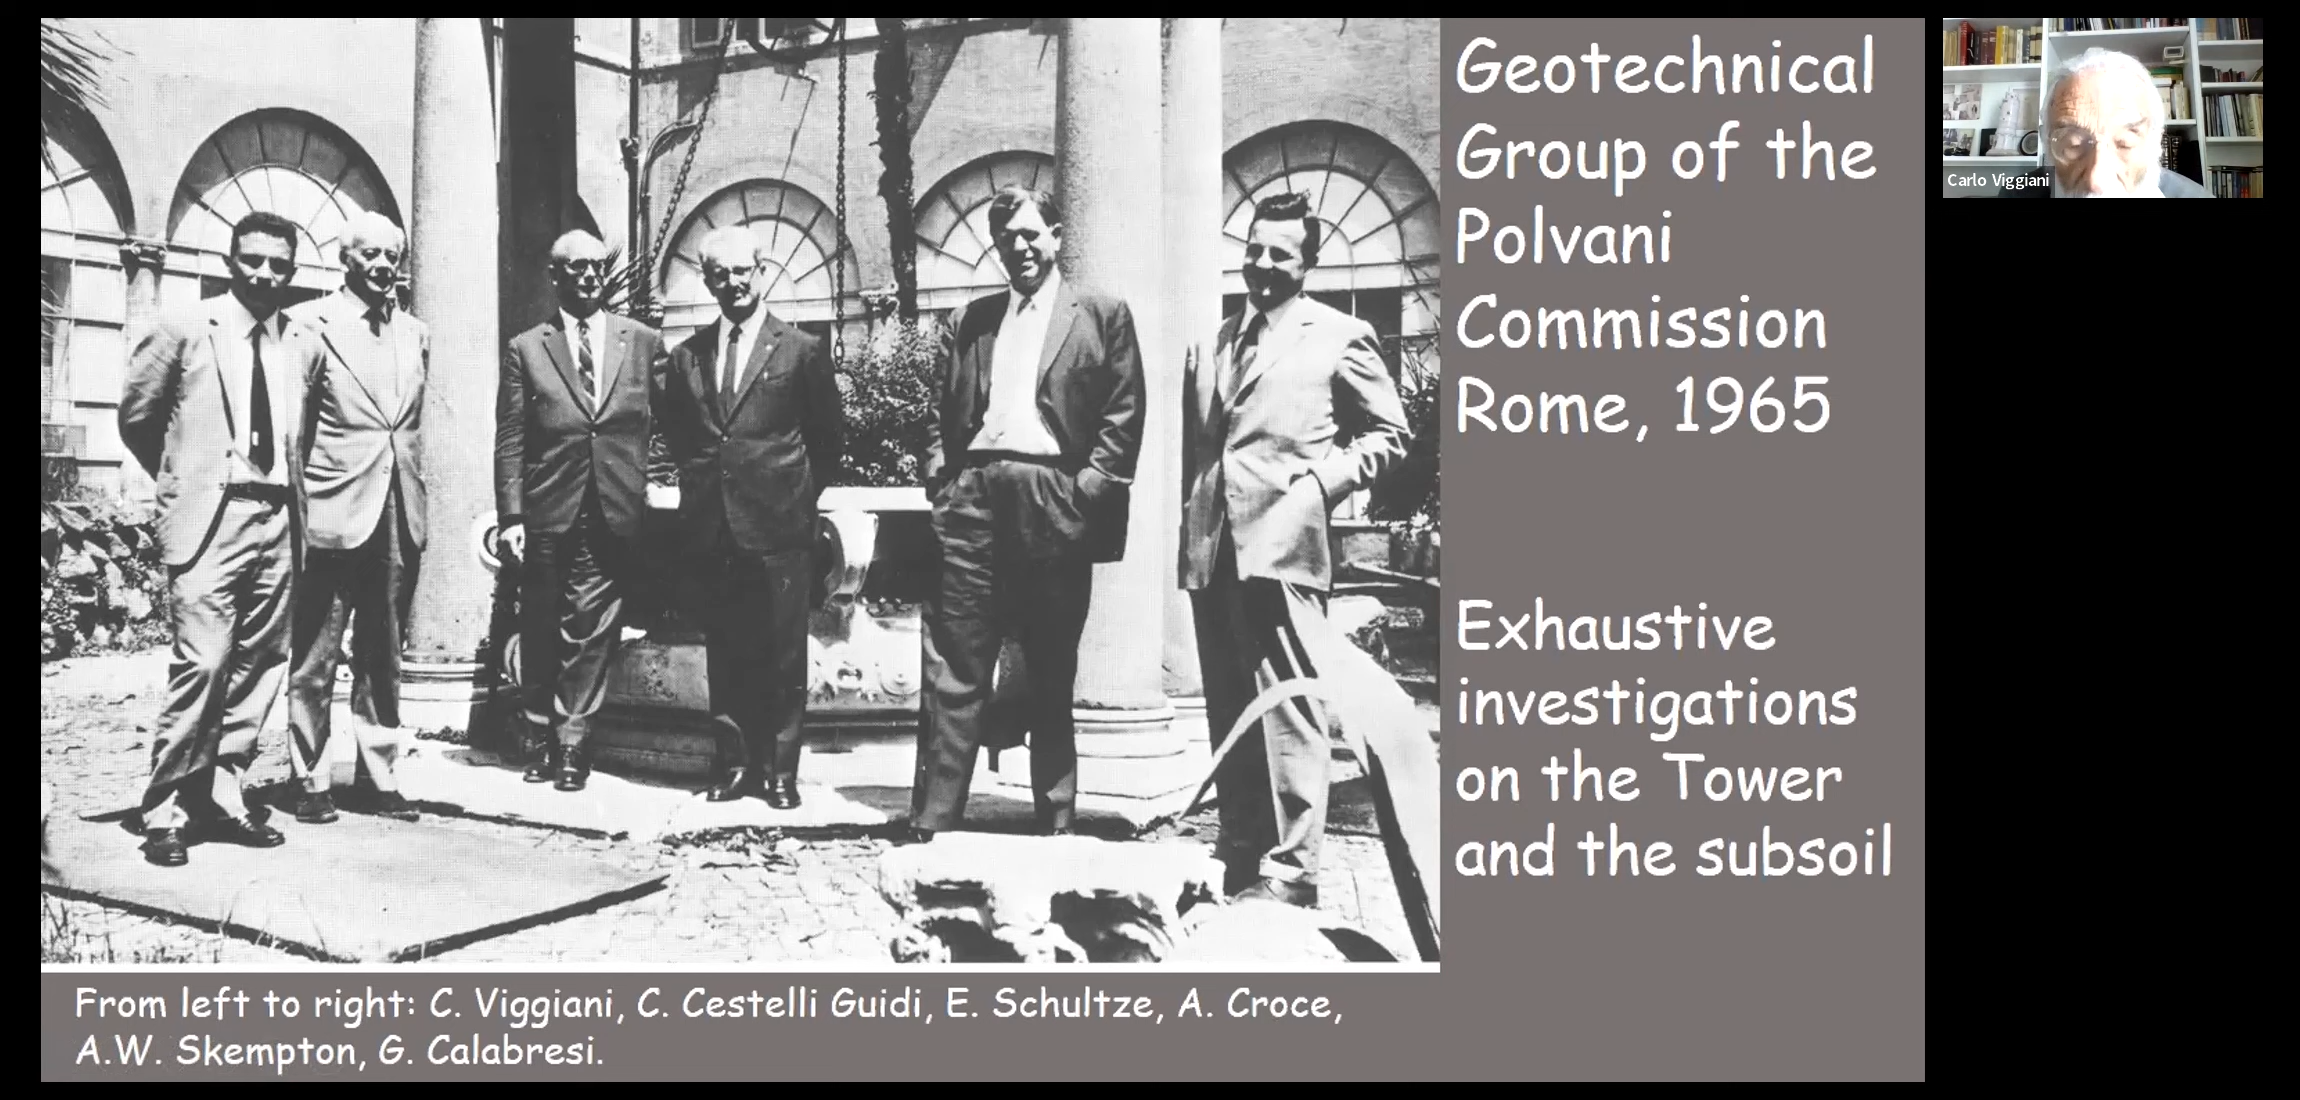 Geotechnical
Group of the
Polvani
Commission
Rome, 1965
Exhaustive
investigations
on the Tower
and the subsoil
From left to right: C. Viggiani, C. Cestelli Guidi, E. Schultze, A. Croce,
A.W. Skempton, G. Calabresi.
Carlo Viggiani